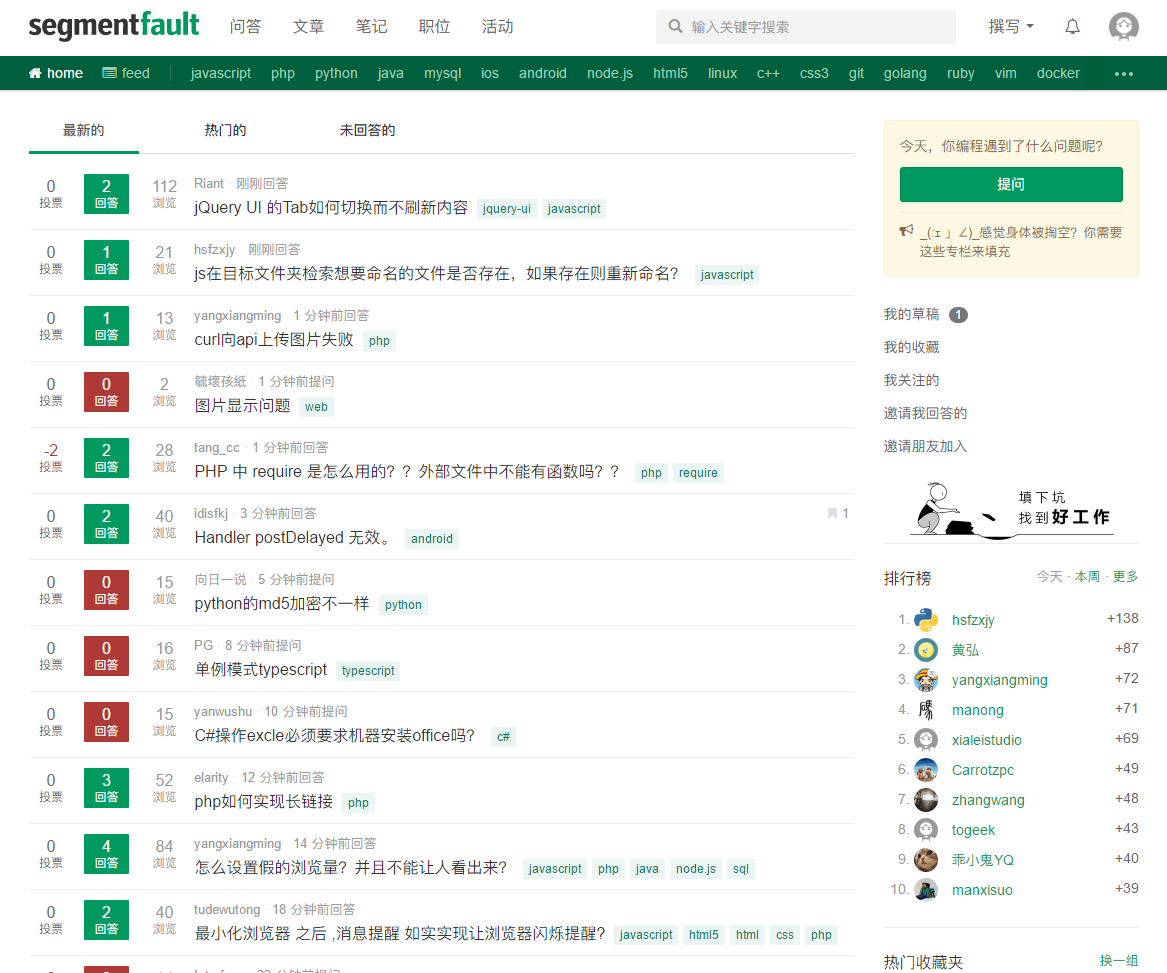 segmentfault 问答 文章 笔记 职位 活动 输入关键字搜索 撰写
home feed javascript php python java mysql ios android node.js html5 linux c++ css3 git golang ruby vim docker
最新的 热门的 未回答的
0 投票 2 回答 112 浏览
Riant · 刚刚回答
jQuery UI 的Tab如何切换而不刷新内容 jquery-ui javascript
0 投票 1 回答 21 浏览
hsfzxjy · 刚刚回答
js在目标文件夹检索想要命名的文件是否存在，如果存在则重新命名？ javascript
0 投票 1 回答 13 浏览
yangxiangming · 1 分钟前回答
curl向api上传图片失败 php
0 投票 0 回答 2 浏览
毓壞孩紙 · 1 分钟前提问
图片显示问题 web
-2 投票 2 回答 28 浏览
tang_cc · 1 分钟前回答
PHP 中 require 是怎么用的？？外部文件中不能有函数吗？？ php require
0 投票 2 回答 40 浏览
idisfkj · 3 分钟前回答 1
Handler postDelayed 无效。 android
0 投票 0 回答 15 浏览
向日一说 · 5 分钟前提问
python的md5加密不一样 python
0 投票 0 回答 16 浏览
PG · 8 分钟前提问
单例模式typescript typescript
0 投票 0 回答 15 浏览
yanwushu · 10 分钟前提问
C#操作excle必须要求机器安装office吗？ c#
0 投票 3 回答 52 浏览
elarity · 12 分钟前回答
php如何实现长链接 php
0 投票 4 回答 84 浏览
yangxiangming · 14 分钟前回答
怎么设置假的浏览量？并且不能让人看出来？ javascript php java node.js sql
0 投票 2 回答 40 浏览
tudewutong · 18 分钟前回答
最小化浏览器 之后 ,消息提醒 如实实现让浏览器闪烁提醒？ javascript html5 html css php
今天，你编程遇到了什么问题呢？
提问
_(:ɪ 」∠)_感觉身体被掏空？你需要
这些专栏来填充
我的草稿 1
我的收藏
我关注的
邀请我回答的
邀请朋友加入
填下坑
找到好工作
排行榜 今天 · 本周 · 更多
1. hsfzxjy +138
2. 黄弘 +87
3. yangxiangming +72
4. manong +71
5. xialeistudio +69
6. Carrotzpc +49
7. zhangwang +48
8. togeek +43
9. 乖小鬼YQ +40
10. manxisuo +39
热门收藏夹 换一组